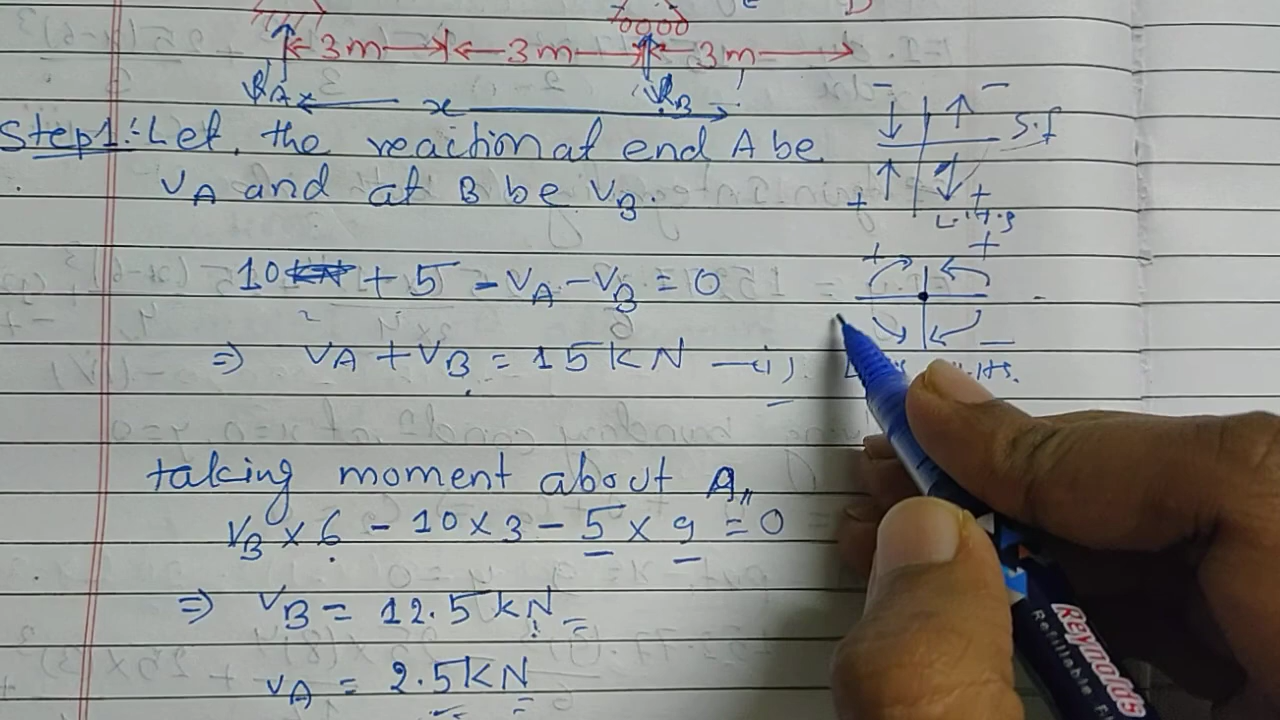 3m 3m 3m
VA x VB
Step1:- Let, the reaction at end A be
VA and at B be VB.
S.f
10 + 5 - VA - VB = 0
=> VA + VB = 15 KN —(i)
taking moment about A,,
VB x 6 - 10 x 3 - 5 x 9 = 0
=> VB = 12.5 kN
VA = 2.5 KN
Reynolds
Refillable